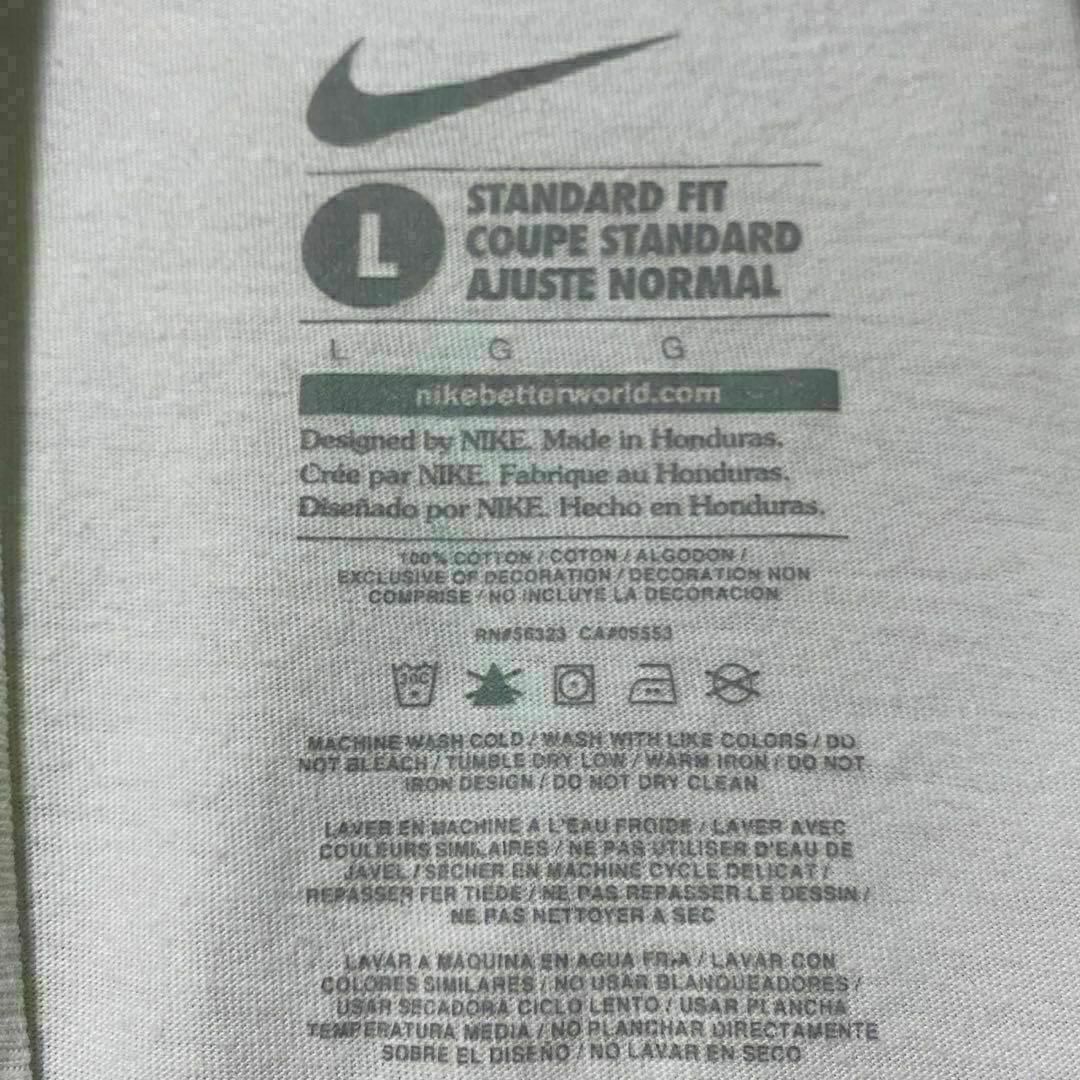 L
STANDARD FIT
COUPE STANDARD
AJUSTE NORMAL
L G G
nikebetterworld.com
Designed by NIKE. Made in Honduras.
Crée par NIKE. Fabrique au Honduras.
Diseñado por NIKE. Hecho en Honduras.
100% COTTON / COTON / ALGODON /
EXCLUSIVE OF DECORATION / DECORATION NON
COMPRISE / NO INCLUYE LA DECORACION
RN#56323 CA#05553
30C
MACHINE WASH COLD / WASH WITH LIKE COLORS / DO
NOT BLEACH / TUMBLE DRY LOW / WARM IRON / DO NOT
IRON DESIGN / DO NOT DRY CLEAN
LAVER EN MACHINE A L'EAU FROIDE / LAVER AVEC
COULEURS SIMILAIRES / NE PAS UTILISER D'EAU DE
JAVEL / SECHER EN MACHINE CYCLE DELICAT /
REPASSER FER TIEDE / NE PAS REPASSER LE DESSIN /
NE PAS NETTOYER A SEC
LAVAR A MAQUINA EN AGUA FRIA / LAVAR CON
COLORES SIMILARES / NO USAR BLANQUEADORES /
USAR SECADORA CICLO LENTO / USAR PLANCHA
TEMPERATURA MEDIA / NO PLANCHAR DIRECTAMENTE
SOBRE EL DISEÑO / NO LAVAR EN SECO